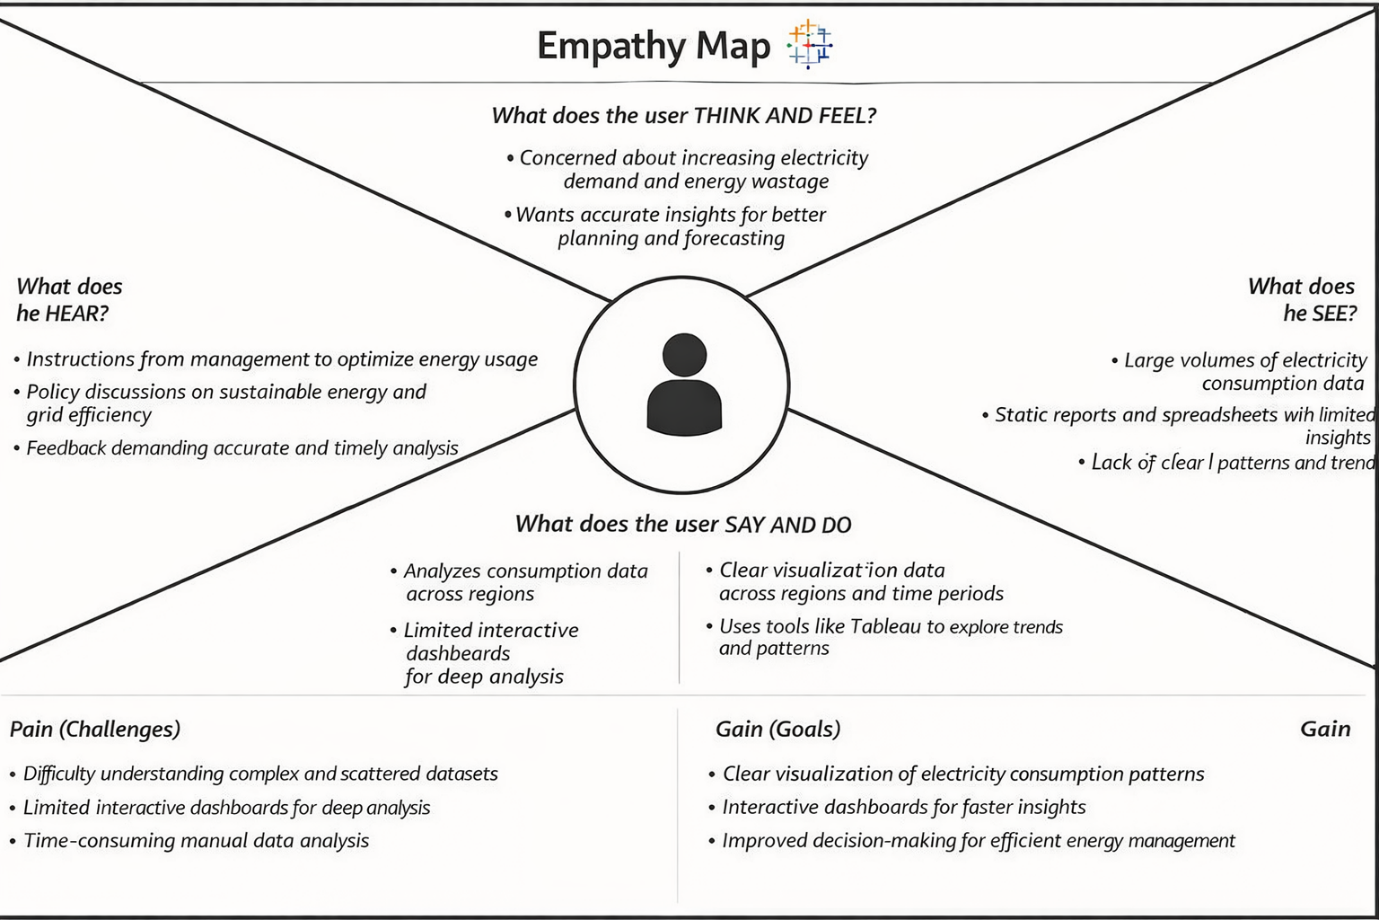 Empathy Map
What does the user THINK AND FEEL?
• Concerned about increasing electricity
demand and energy wastage
• Wants accurate insights for better
planning and forecasting
What does
he HEAR?
• Instructions from management to optimize energy usage
• Policy discussions on sustainable energy and
grid efficiency
• Feedback demanding accurate and timely analysis
What does
he SEE?
• Large volumes of electricity
consumption data
• Static reports and spreadsheets wih limited
insights
• Lack of clear l patterns and trend
What does the user SAY AND DO
• Analyzes consumption data
across regions
• Limited interactive
dashbeards
for deep analysis
• Clear visualization data
across regions and time periods
• Uses tools like Tableau to explore trends
and patterns
Pain (Challenges)
• Difficulty understanding complex and scattered datasets
• Limited interactive dashboards for deep analysis
• Time-consuming manual data analysis
Gain (Goals)
Gain
• Clear visualization of electricity consumption patterns
• Interactive dashboards for faster insights
• Improved decision-making for efficient energy management